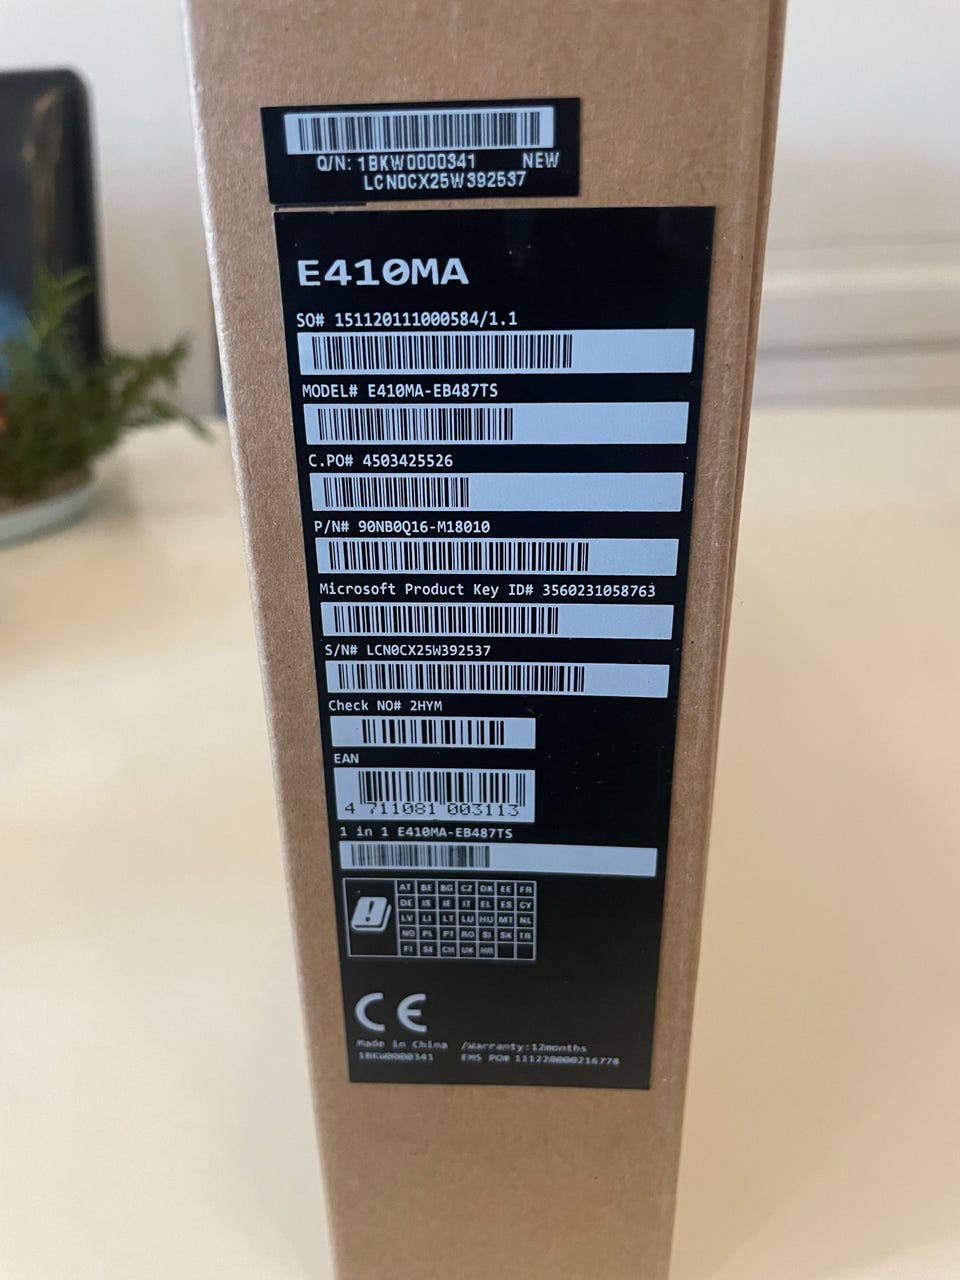 Q/N: 1BKW0000341 NEW
LCN0CX25W392537
E410MA
SO# 151120111000584/1.1
MODEL# E410MA-EB487TS
C.PO# 4503425526
P/N# 90NB0Q16-M18010
Microsoft Product Key ID# 3560231058763
S/N# LCN0CX25W392537
Check NO# 2HYM
EAN
4 711081 003113
1 in 1 E410MA-EB487TS
AT BE BG CZ DK EE FR
DE IS IE IT EL ES CY
LV LI LT LU HU MT NL
NO PL PT RO SI SK TR
FI SE CH UK HR
CE
Made in China /Warranty:12months
1BKW0000341 EMS PO# 111220000216778